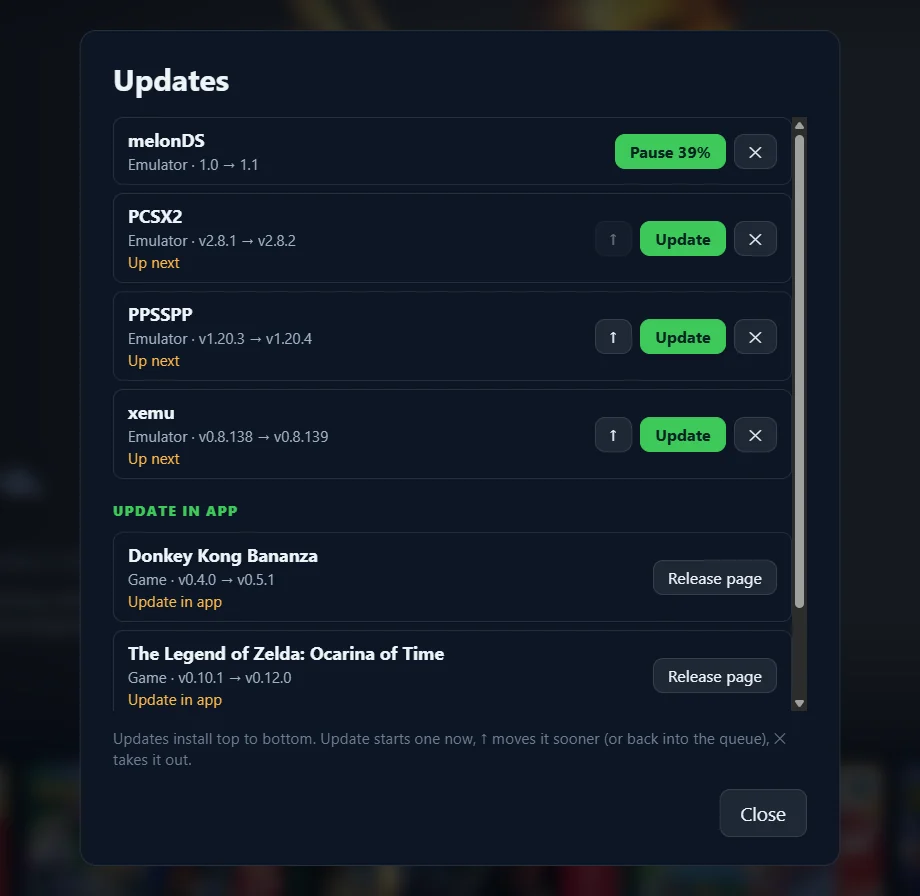 Updates
melonDS
Pause 39% ✕
Emulator · 1.0 → 1.1
PCSX2
Emulator · v2.8.1 → v2.8.2
↑ Update ✕
Up next
PPSSPP
Emulator · v1.20.3 → v1.20.4
↑ Update ✕
Up next
xemu
Emulator · v0.8.138 → v0.8.139
↑ Update ✕
Up next
UPDATE IN APP
Donkey Kong Bananza
Game · v0.4.0 → v0.5.1
Release page
Update in app
The Legend of Zelda: Ocarina of Time
Game · v0.10.1 → v0.12.0
Release page
Update in app
Updates install top to bottom. Update starts one now, ↑ moves it sooner (or back into the queue), ✕
takes it out.
Close